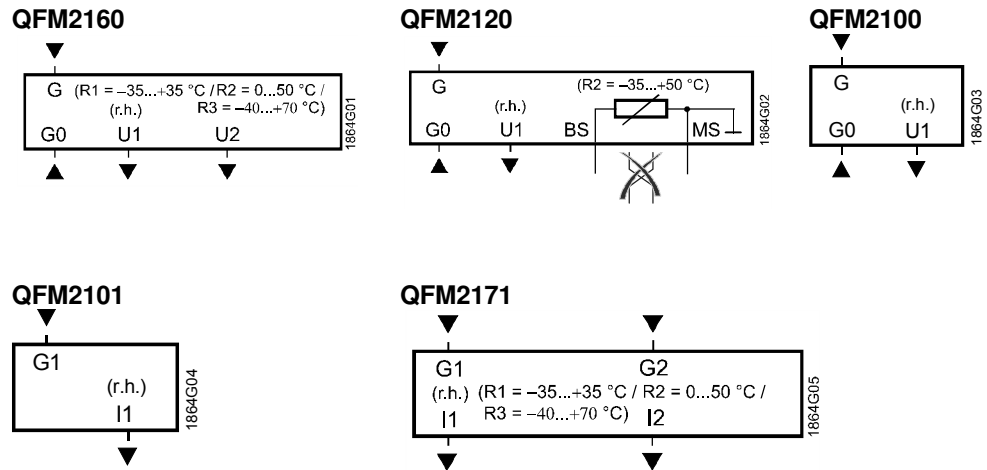 QFM2160
G (R1 = –35...+35 °C / R2 = 0...50 °C /
(r.h.) R3 = –40...+70 °C)
G0 U1 U2
1864G01
QFM2120
G (R2 = –35...+50 °C)
(r.h.)
G0 U1 BS MS
1864G02
QFM2100
G
(r.h.)
G0 U1
1864G03
QFM2101
G1
(r.h.)
I1
1864G04
QFM2171
G1 G2
(r.h.) (R1 = –35...+35 °C / R2 = 0...50 °C /
R3 = –40...+70 °C)
I1 I2
1864G05